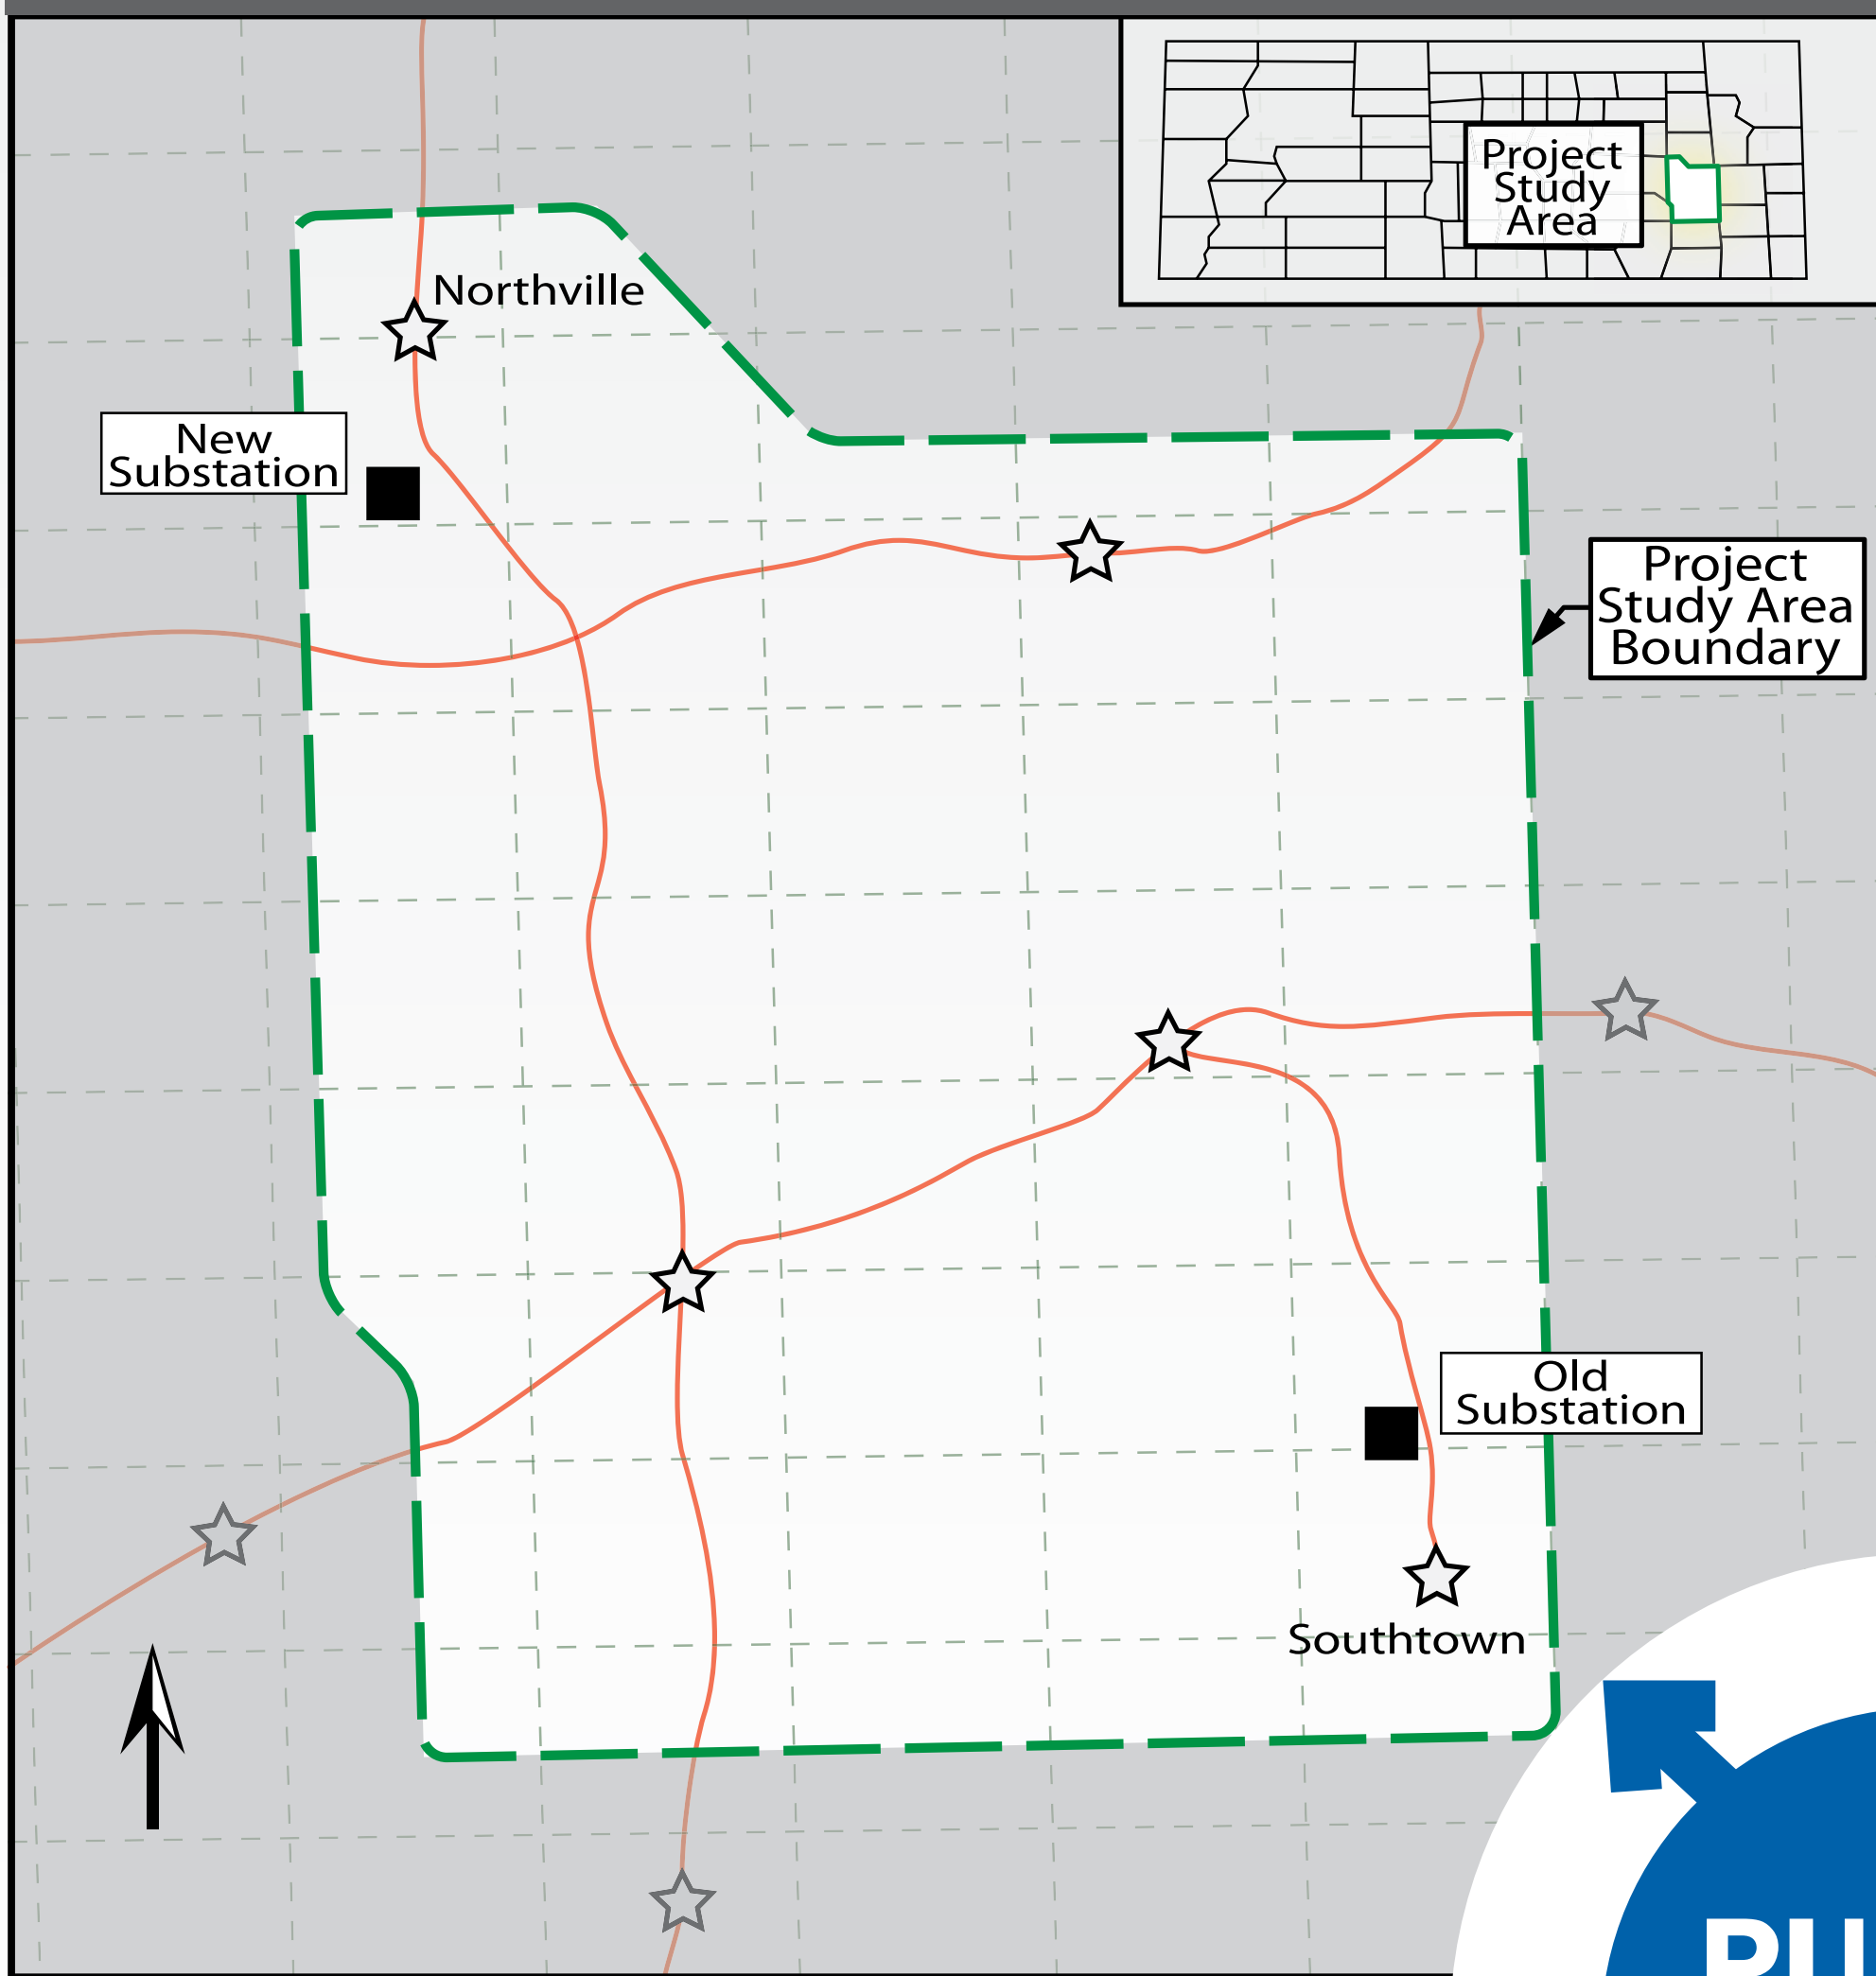 Project
Study
Area
Northville
New
Substation
Project
Study Area
Boundary
Old
Substation
Southtown